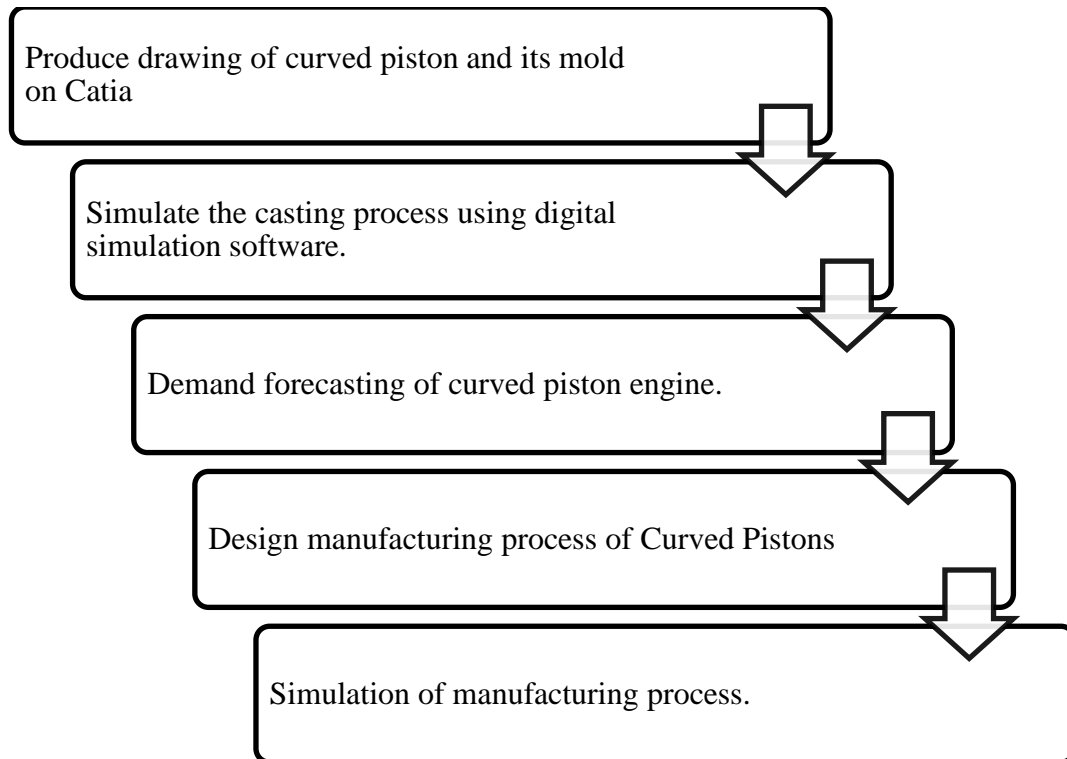 Produce drawing of curved piston and its mold
on Catia
Simulate the casting process using digital
simulation software.
Demand forecasting of curved piston engine.
Design manufacturing process of Curved Pistons
Simulation of manufacturing process.